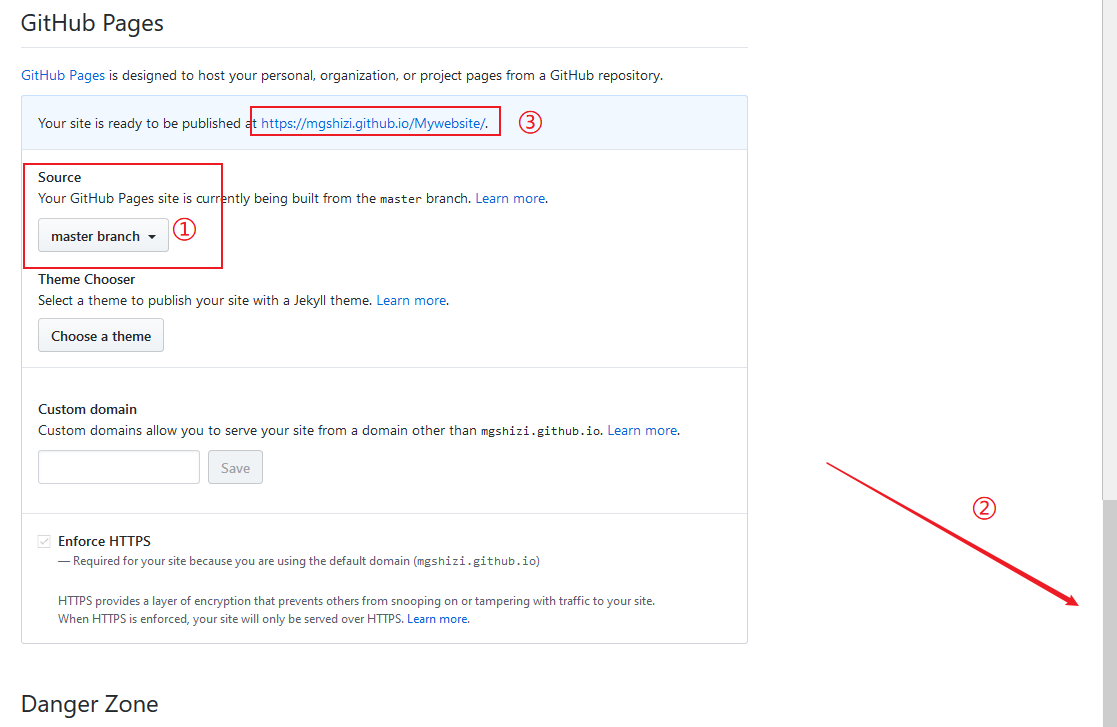 GitHub Pages
GitHub Pages is designed to host your personal, organization, or project pages from a GitHub repository.
Your site is ready to be published at https://mgshizi.github.io/Mywebsite/. ③
Source
Your GitHub Pages site is currently being built from the master branch. Learn more.
master branch ①
Theme Chooser
Select a theme to publish your site with a Jekyll theme. Learn more.
Choose a theme
Custom domain
Custom domains allow you to serve your site from a domain other than mgshizi.github.io. Learn more.
Save
②
Enforce HTTPS
— Required for your site because you are using the default domain (mgshizi.github.io)
HTTPS provides a layer of encryption that prevents others from snooping on or tampering with traffic to your site.
When HTTPS is enforced, your site will only be served over HTTPS. Learn more.
Danger Zone